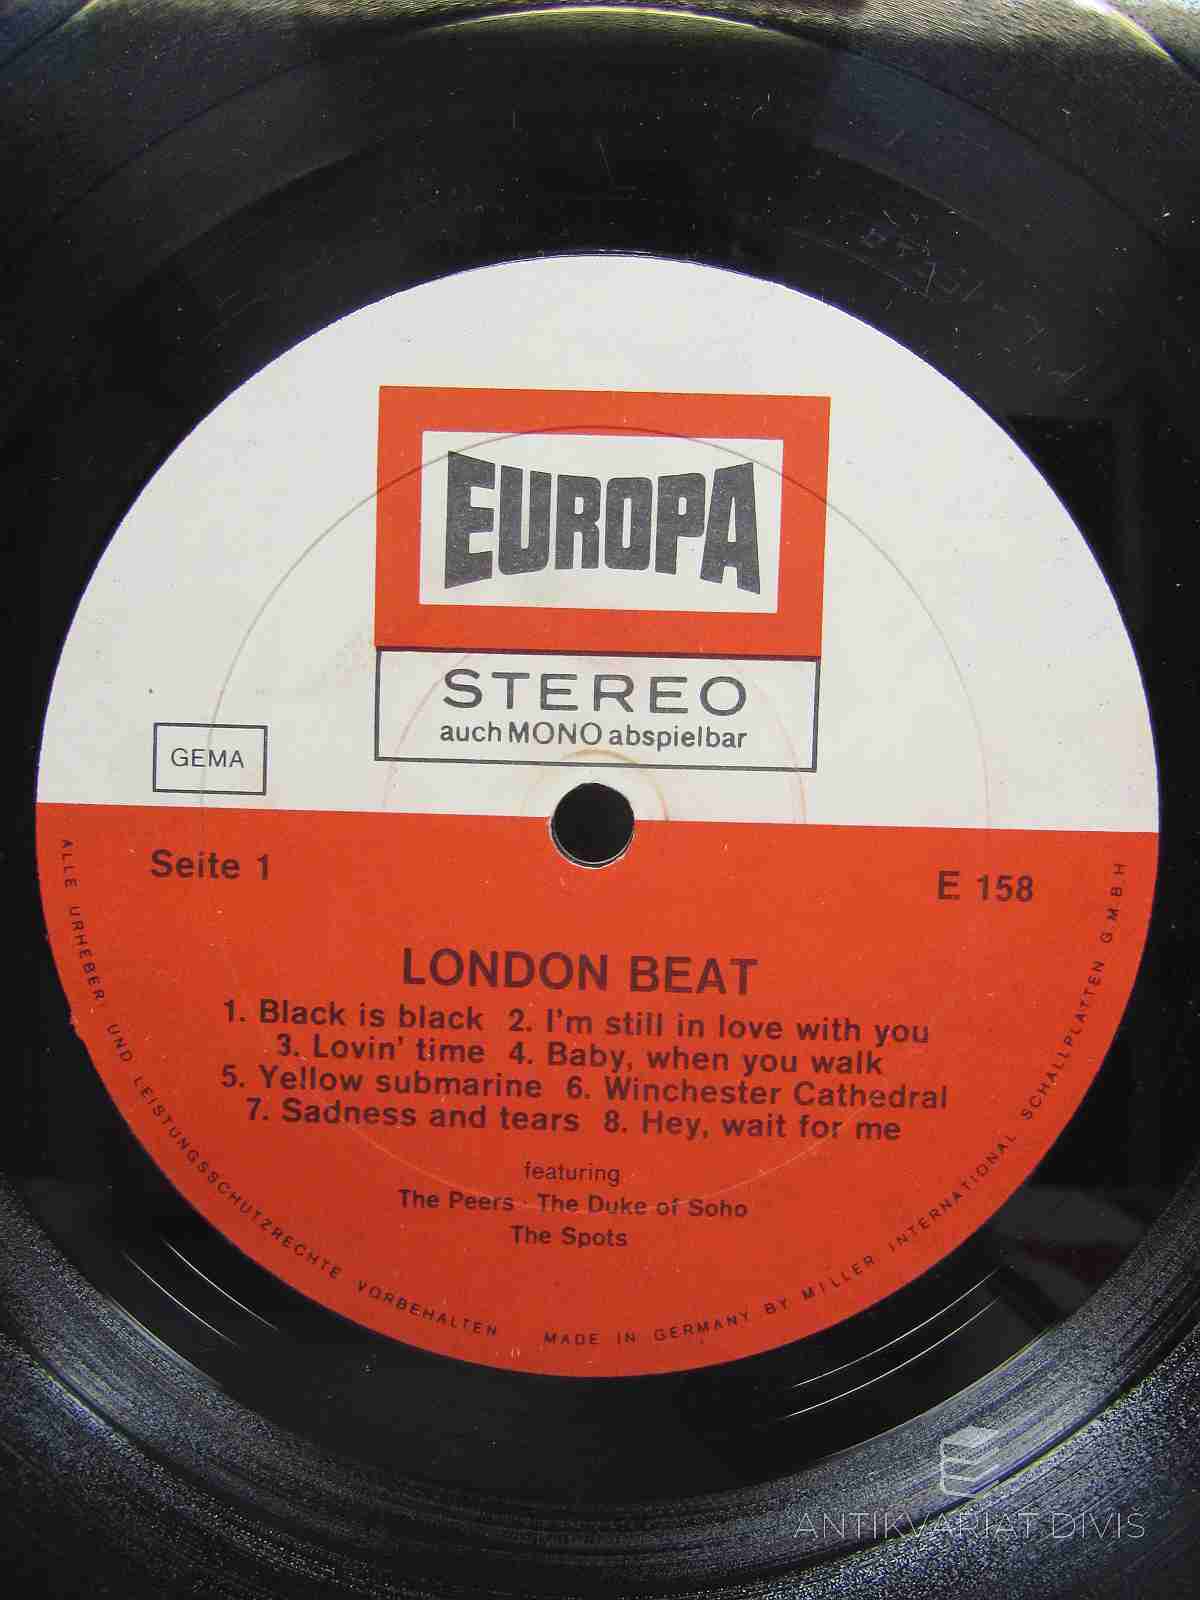 EUROPA
STEREO
auch MONO abspielbar
GEMA
Seite 1
E 158
LONDON BEAT
1. Black is black 2. I'm still in love with you
3. Lovin' time 4. Baby, when you walk
5. Yellow submarine 6. Winchester Cathedral
7. Sadness and tears 8. Hey, wait for me
featuring
The Peers · The Duke of Soho
The Spots
ALLE URHEBER- UND LEISTUNGSSCHUTZRECHTE VORBEHALTEN
MADE IN GERMANY BY MILLER INTERNATIONAL SCHALLPLATTEN G.M.B.H
ANTIKVARIAT DIVIŠ